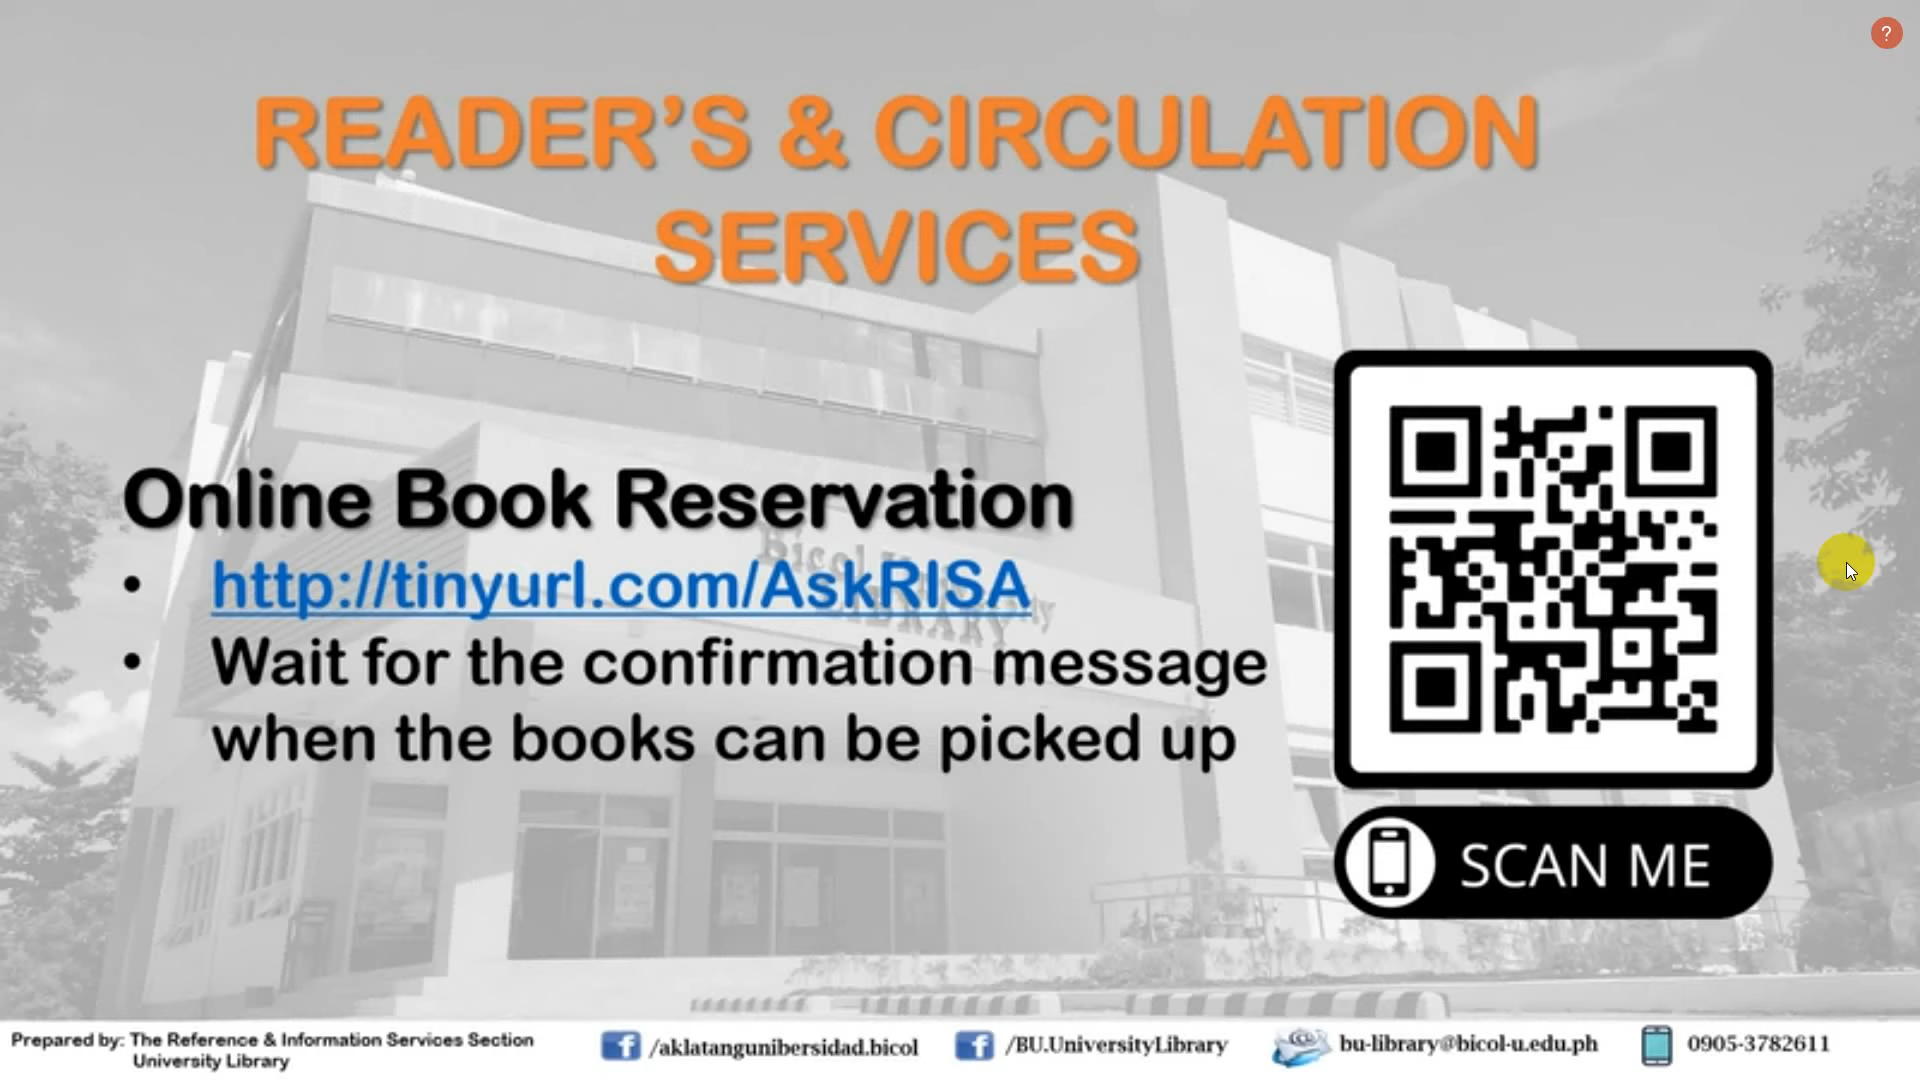 ?
READER’S & CIRCULATION
SERVICES
Online Book Reservation
• http://tinyurl.com/AskRISA
• Wait for the confirmation message
when the books can be picked up
SCAN ME
Prepared by: The Reference & Information Services Section
University Library
/aklatangunibersidad.bicol
/BU.UniversityLibrary
bu-library@bicol-u.edu.ph
0905-3782611